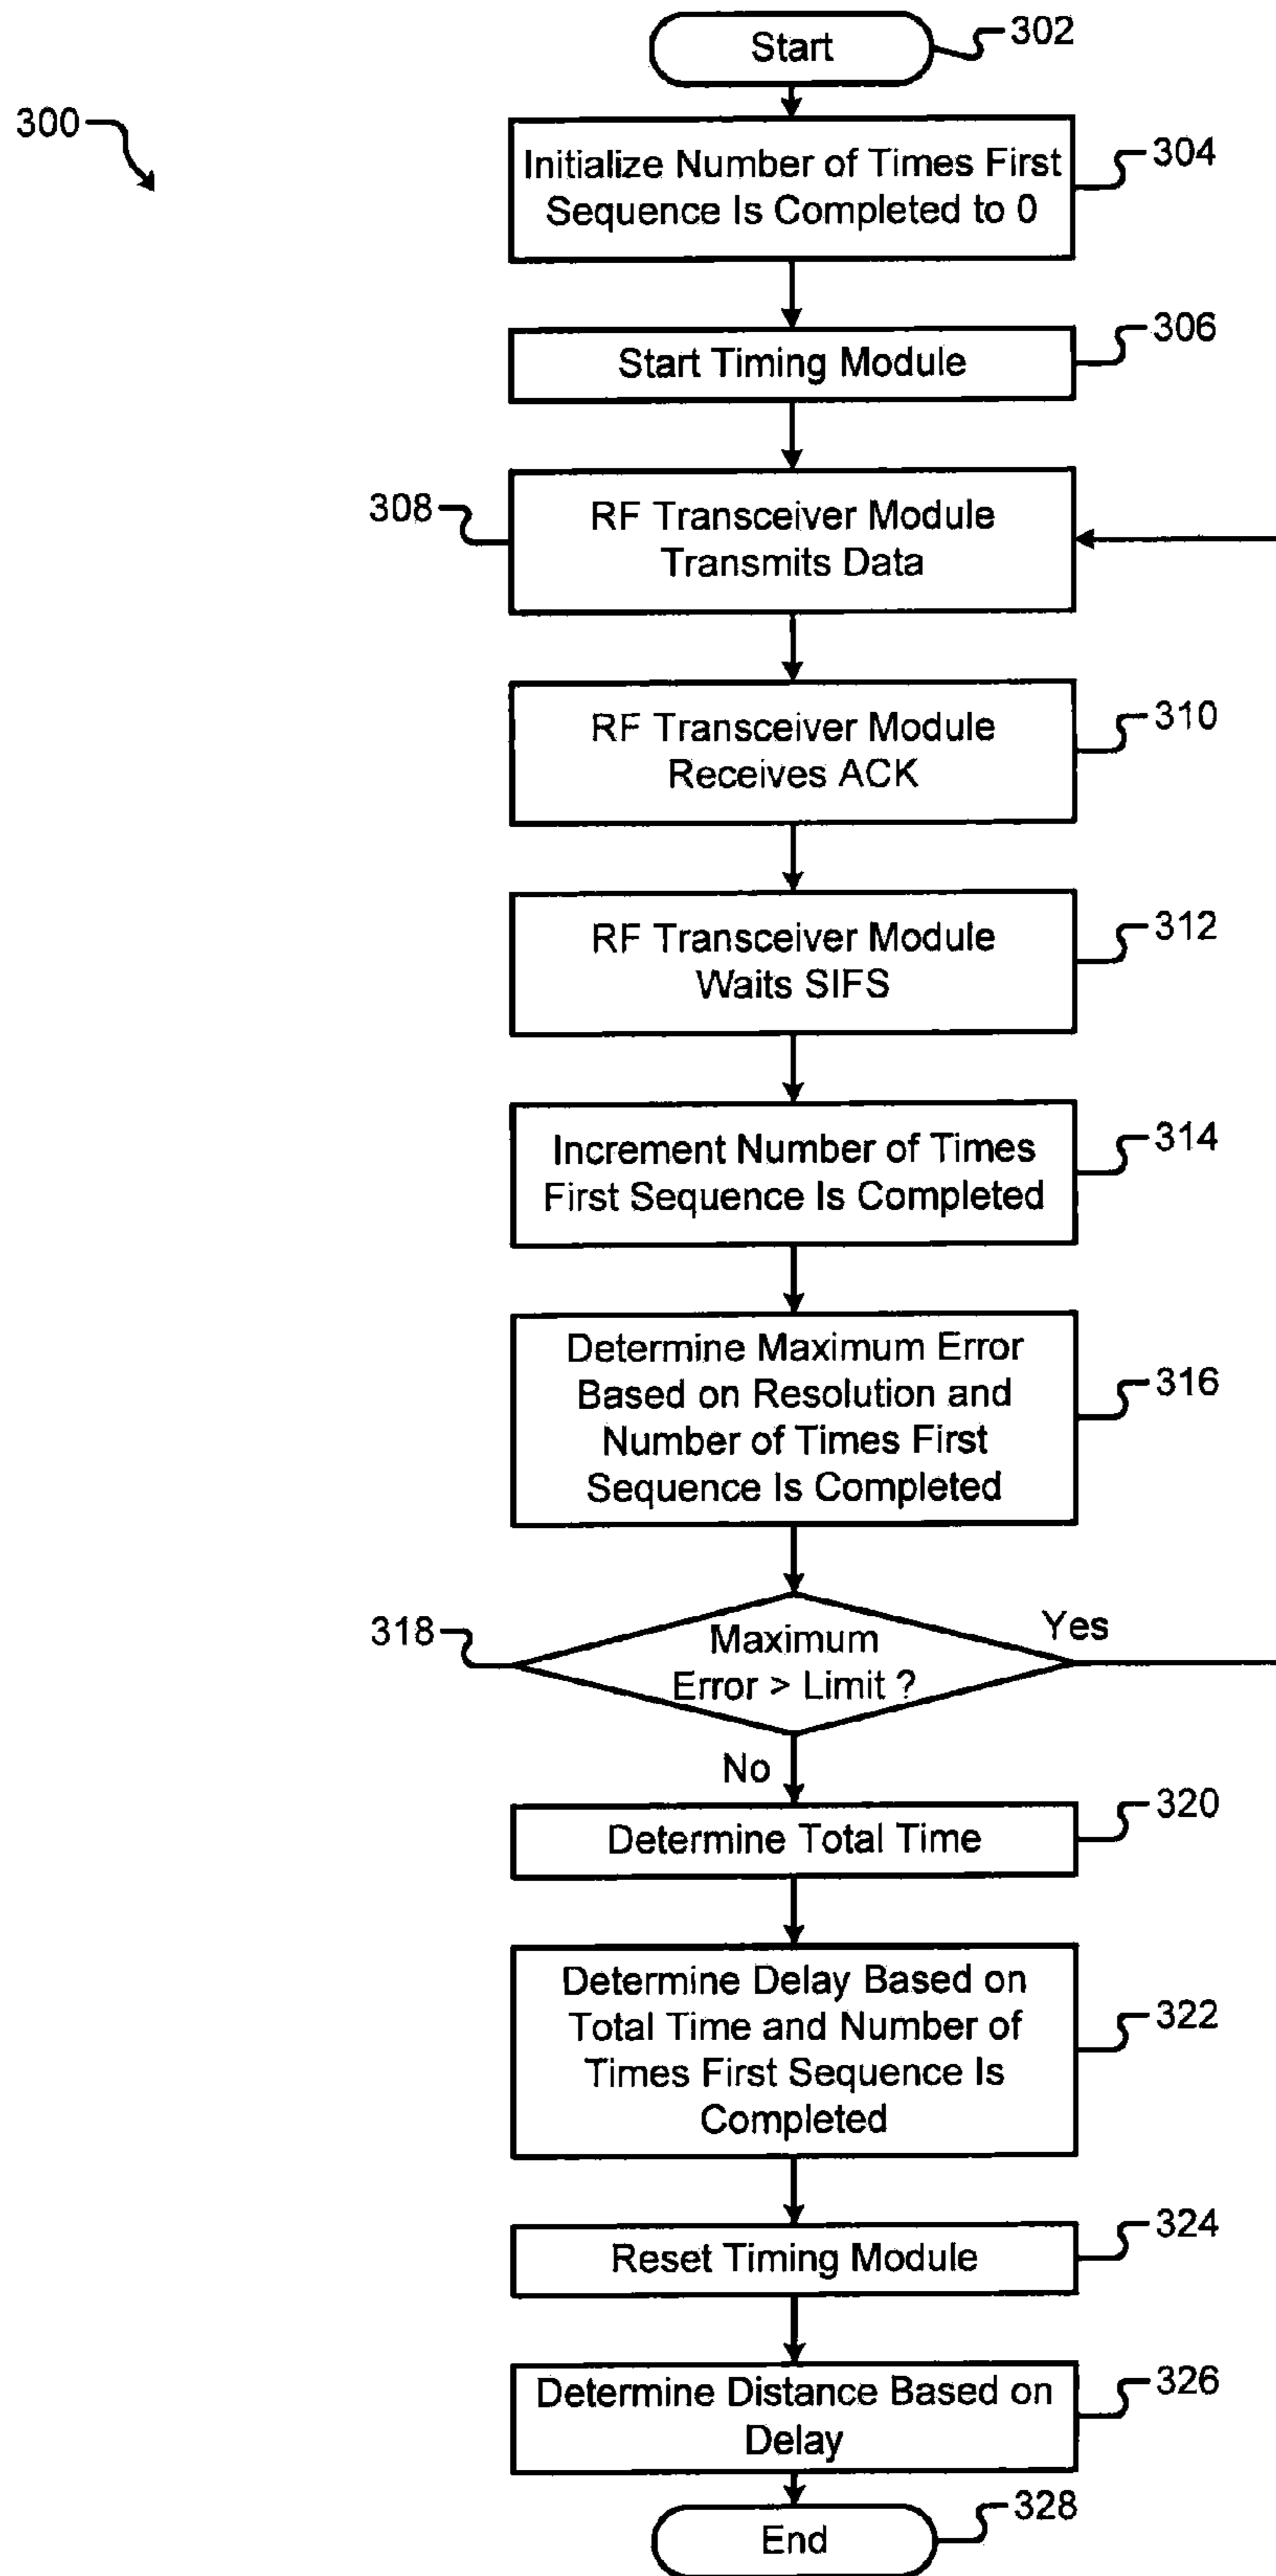 300
Start
302
Initialize Number of Times First
Sequence Is Completed to 0
304
Start Timing Module
306
308
RF Transceiver Module
Transmits Data
RF Transceiver Module
Receives ACK
310
RF Transceiver Module
Waits SIFS
312
Increment Number of Times
First Sequence Is Completed
314
Determine Maximum Error
Based on Resolution and
Number of Times First
Sequence Is Completed
316
318
Maximum
Error > Limit ?
Yes
No
Determine Total Time
320
Determine Delay Based on
Total Time and Number of
Times First Sequence Is
Completed
322
Reset Timing Module
324
Determine Distance Based on
Delay
326
End
328